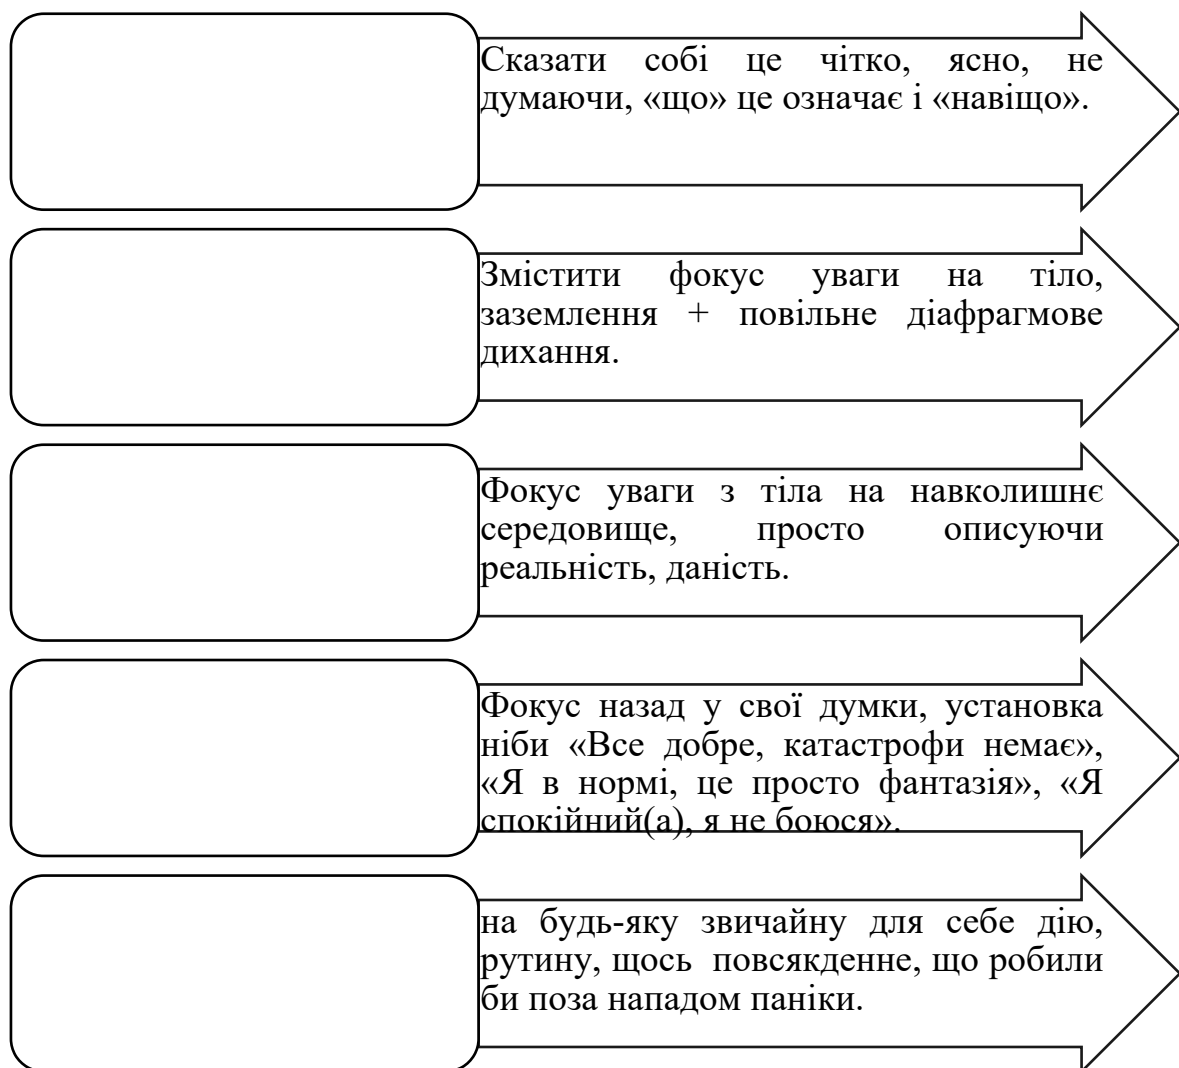 Сказати собі це чітко, ясно, не
думаючи, «що» це означає і «навіщо».
Змістити фокус уваги на тіло,
заземлення + повільне діафрагмове
дихання.
Фокус уваги з тіла на навколишнє
середовище, просто описуючи
реальність, даність.
Фокус назад у свої думки, установка
ніби «Все добре, катастрофи немає»,
«Я в нормі, це просто фантазія», «Я
спокійний(а), я не боюся».
на будь-яку звичайну для себе дію,
рутину, щось повсякденне, що робили
би поза нападом паніки.